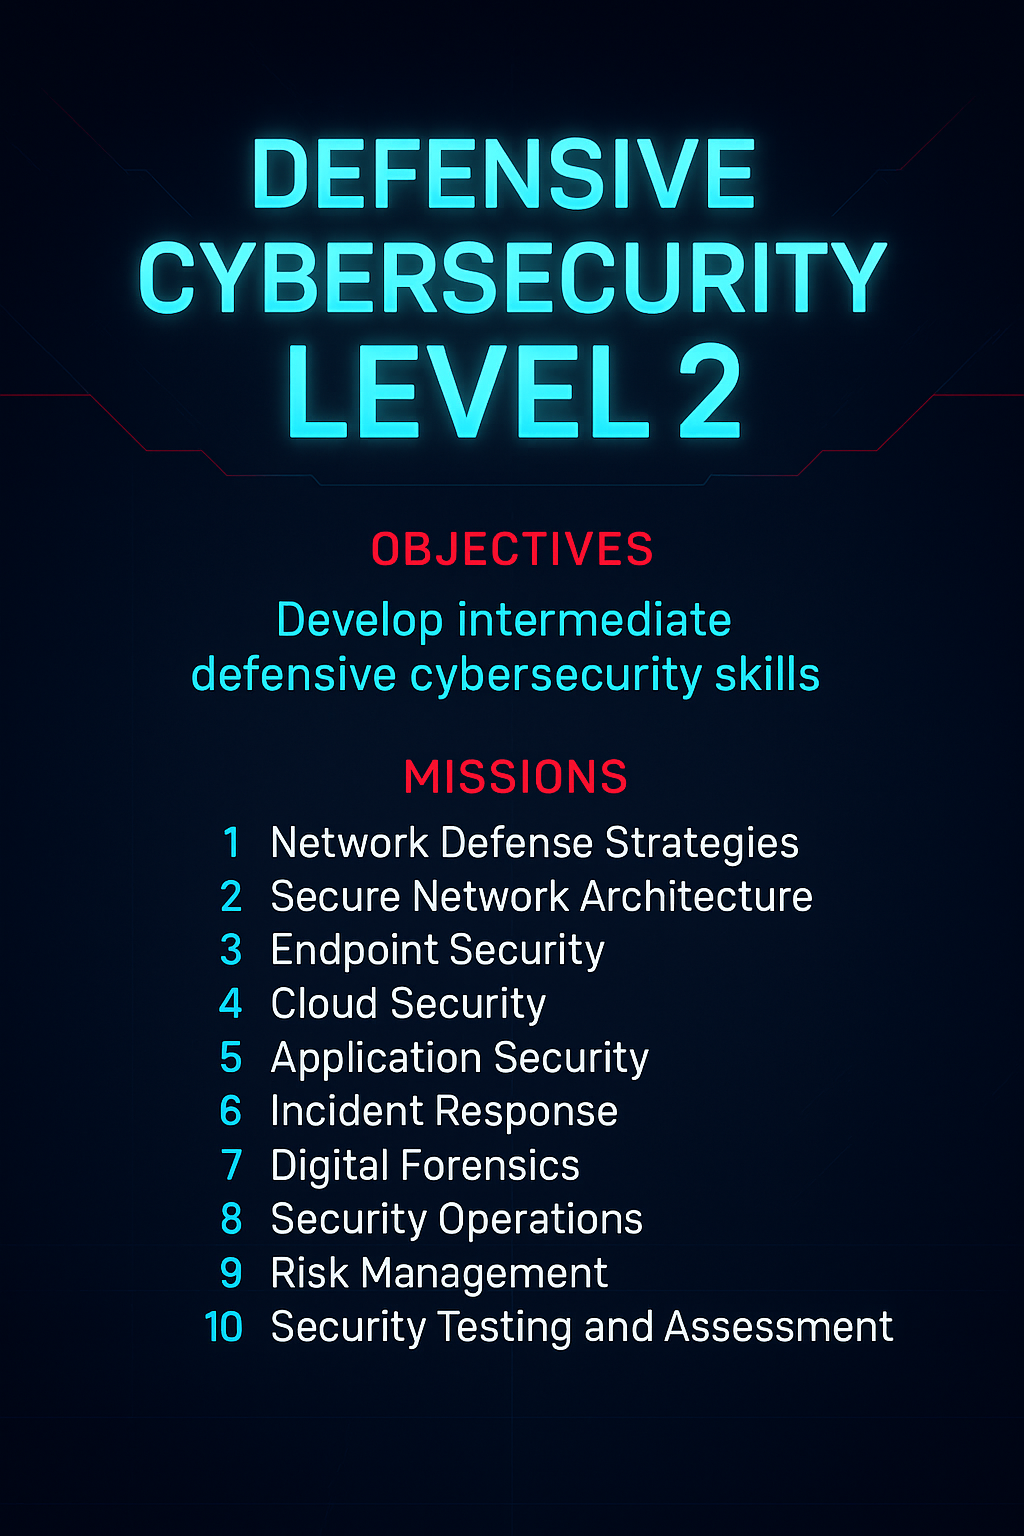 DEFENSIVE
CYBERSECURITY
LEVEL 2
OBJECTIVES
Develop intermediate
defensive cybersecurity skills
MISSIONS
1 Network Defense Strategies
2 Secure Network Architecture
3 Endpoint Security
4 Cloud Security
5 Application Security
6 Incident Response
7 Digital Forensics
8 Security Operations
9 Risk Management
10 Security Testing and Assessment